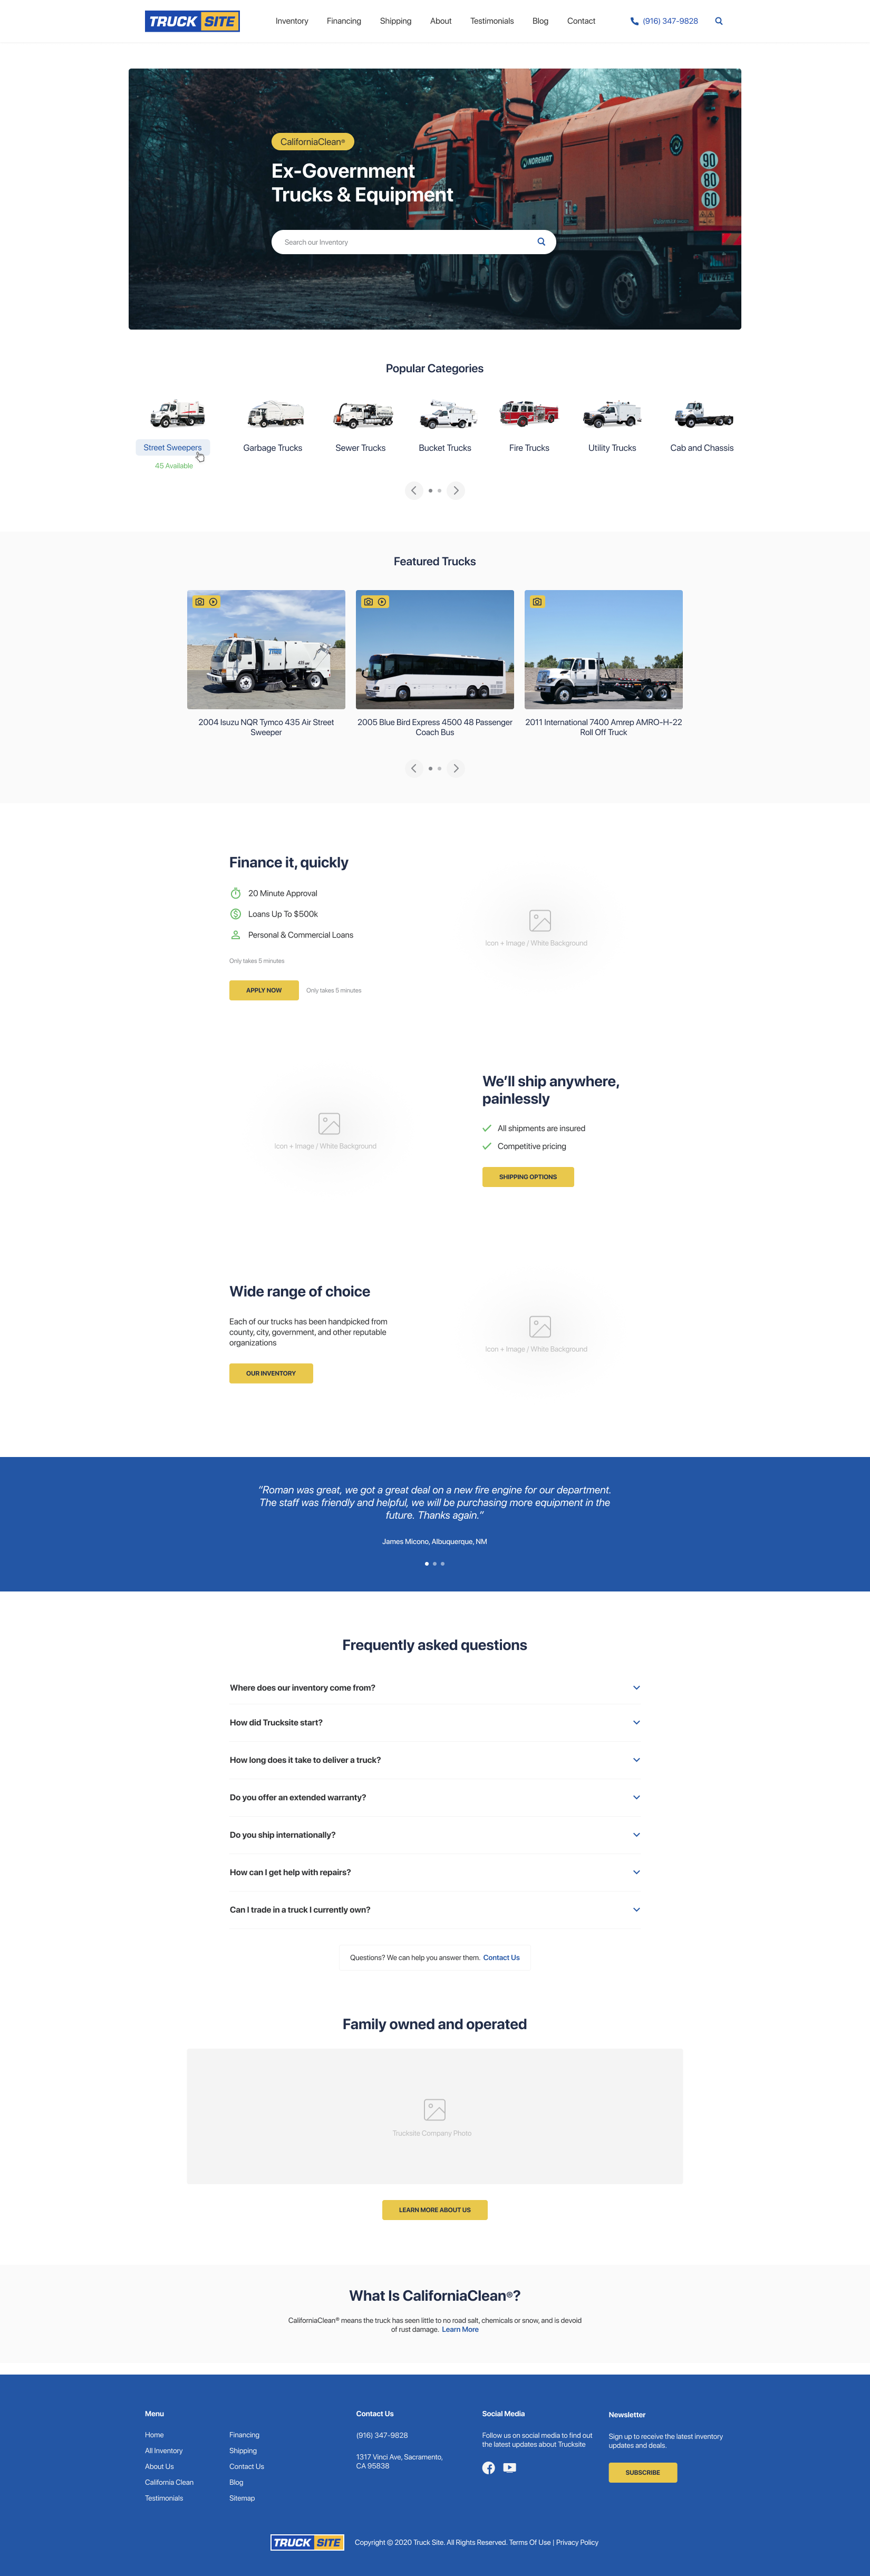 TRUCK SITE
Inventory Financing Shipping About Testimonials Blog Contact (916) 347-9828
CaliforniaClean®
Ex-Government
Trucks & Equipment
Search our Inventory
NOREMAT
90
80
60
Popular Categories
Street Sweepers Garbage Trucks Sewer Trucks Bucket Trucks Fire Trucks Utility Trucks Cab and Chassis
45 Available
Featured Trucks
2004 Isuzu NQR Tymco 435 Air Street
Sweeper
2005 Blue Bird Express 4500 48 Passenger
Coach Bus
2011 International 7400 Amrep AMRO-H-22
Roll Off Truck
Finance it, quickly
20 Minute Approval
Loans Up To $500k
Personal & Commercial Loans
Only takes 5 minutes
APPLY NOW Only takes 5 minutes
Icon + Image / White Background
We'll ship anywhere,
painlessly
All shipments are insured
Competitive pricing
SHIPPING OPTIONS
Icon + Image / White Background
Wide range of choice
Each of our trucks has been handpicked from
county, city, government, and other reputable
organizations
OUR INVENTORY
Icon + Image / White Background
"Roman was great, we got a great deal on a new fire engine for our department.
The staff was friendly and helpful, we will be purchasing more equipment in the
future. Thanks again."
James Micono, Albuquerque, NM
Frequently asked questions
Where does our inventory come from?
How did Trucksite start?
How long does it take to deliver a truck?
Do you offer an extended warranty?
Do you ship internationally?
How can I get help with repairs?
Can I trade in a truck I currently own?
Questions? We can help you answer them. Contact Us
Family owned and operated
Trucksite Company Photo
LEARN MORE ABOUT US
What Is CaliforniaClean®?
CaliforniaClean® means the truck has seen little to no road salt, chemicals or snow, and is devoid
of rust damage. Learn More
Menu
Home
All Inventory
About Us
California Clean
Testimonials
Financing
Shipping
Contact Us
Blog
Sitemap
Contact Us
(916) 347-9828
1317 Vinci Ave, Sacramento,
CA 95838
Social Media
Follow us on social media to find out
the latest updates about Trucksite
Newsletter
Sign up to receive the latest inventory
updates and deals.
SUBSCRIBE
TRUCK SITE
Copyright © 2020 Truck Site. All Rights Reserved. Terms Of Use | Privacy Policy